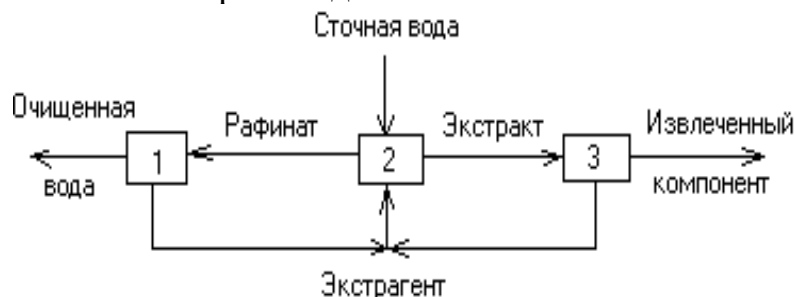 Сточная вода
Очищенная
Рафинат
Экстракт
Извлеченный
1
2
3
вода
компонент
Экстрагент